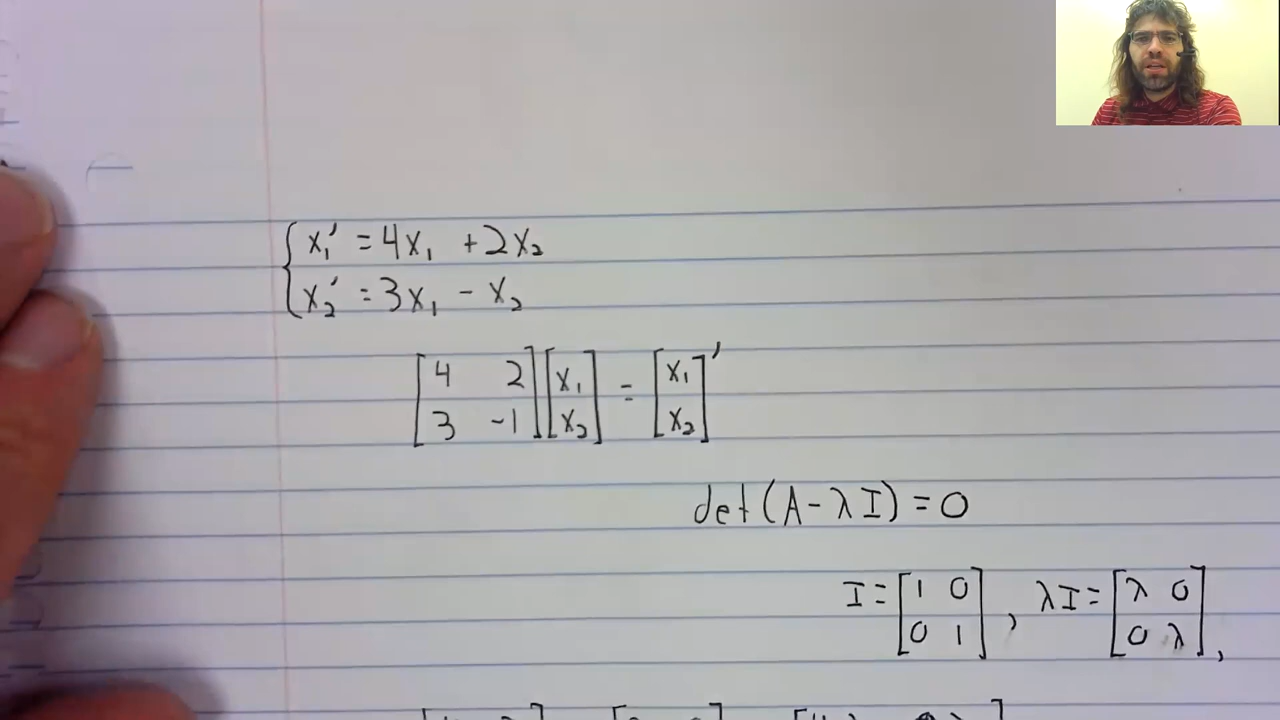 x₁' = 4x₁ + 2x₂
x₂' = 3x₁ - x₂
[4 2; 3 -1][x₁; x₂] = [x₁; x₂]'
det(A-λI) = 0
I = [1 0; 0 1], λI = [λ 0; 0 λ],